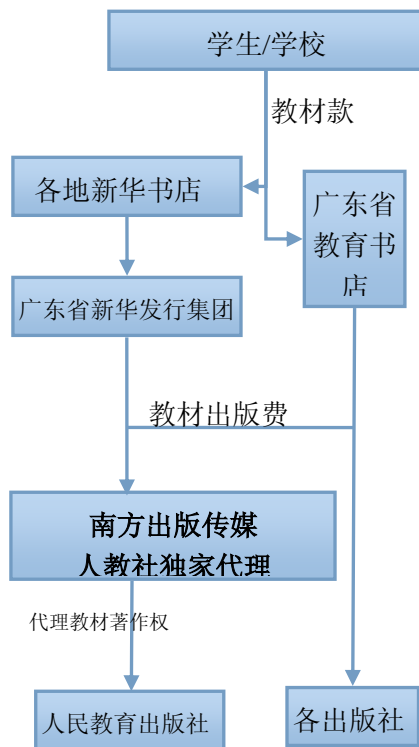 学生/学校
教材款
各地新华书店
广东省
教育书
店
广东省新华发行集团
教材出版费
南方出版传媒
人教社独家代理
代理教材著作权
人民教育出版社
各出版社